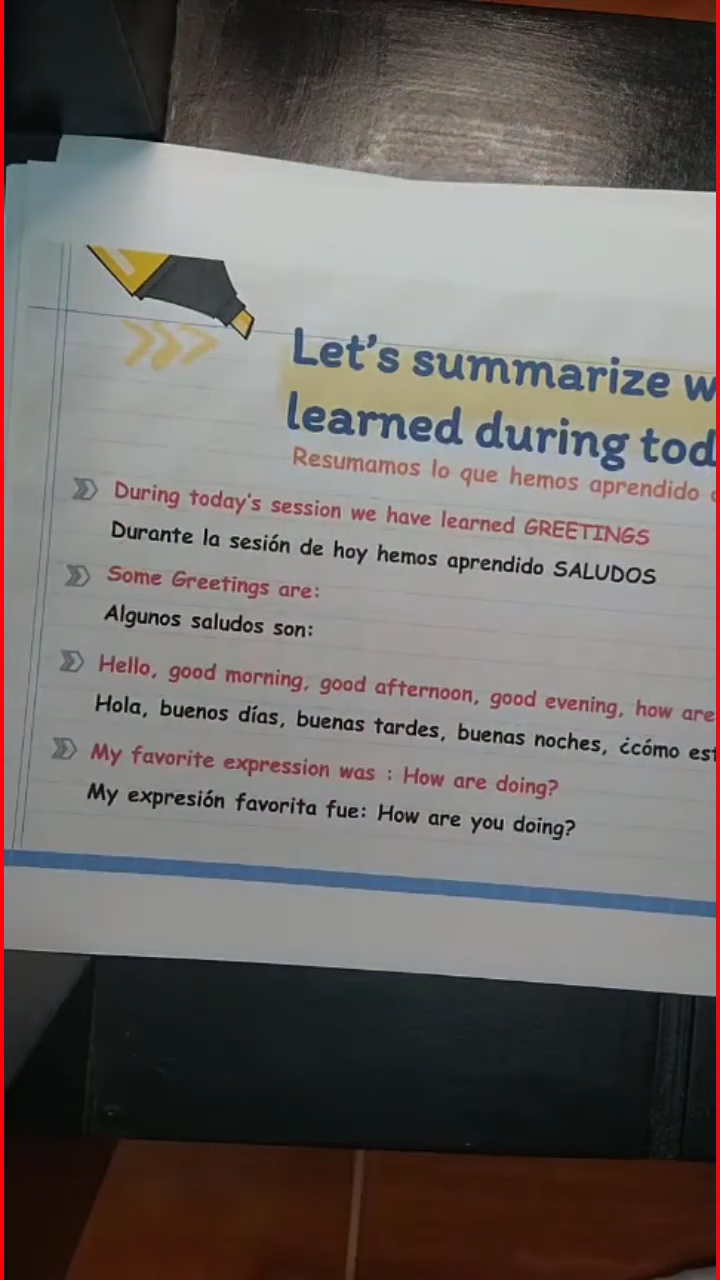 Let's summarize w
learned during tod
Resumamos lo que hemos aprendido
During today's session we have learned GREETINGS
Durante la sesión de hoy hemos aprendido SALUDOS
Some Greetings are:
Algunos saludos son:
Hello, good morning, good afternoon, good evening, how are
Hola, buenos días, buenas tardes, buenas noches, ¿cómo est
My favorite expression was : How are doing?
My expresión favorita fue: How are you doing?